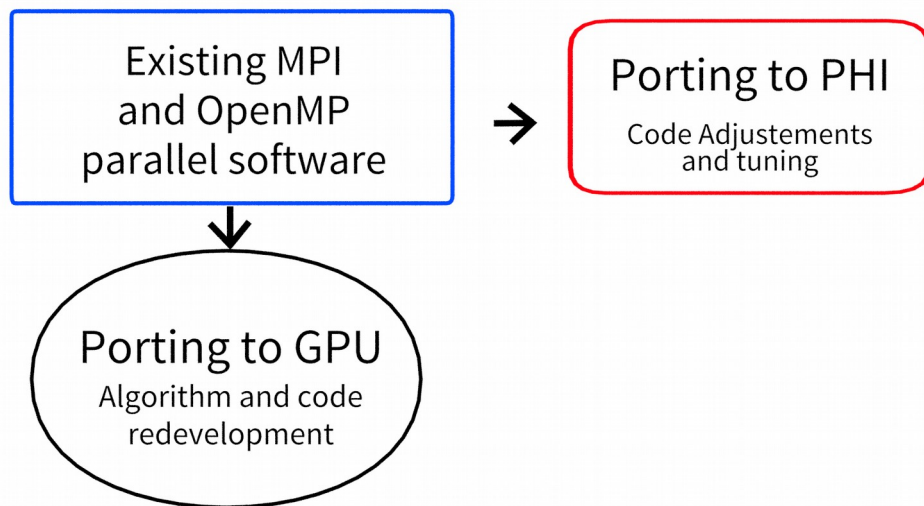 Existing MPI
and OpenMP
parallel software
Porting to PHI
Code Adjustements
and tuning
Porting to GPU
Algorithm and code
redevelopment